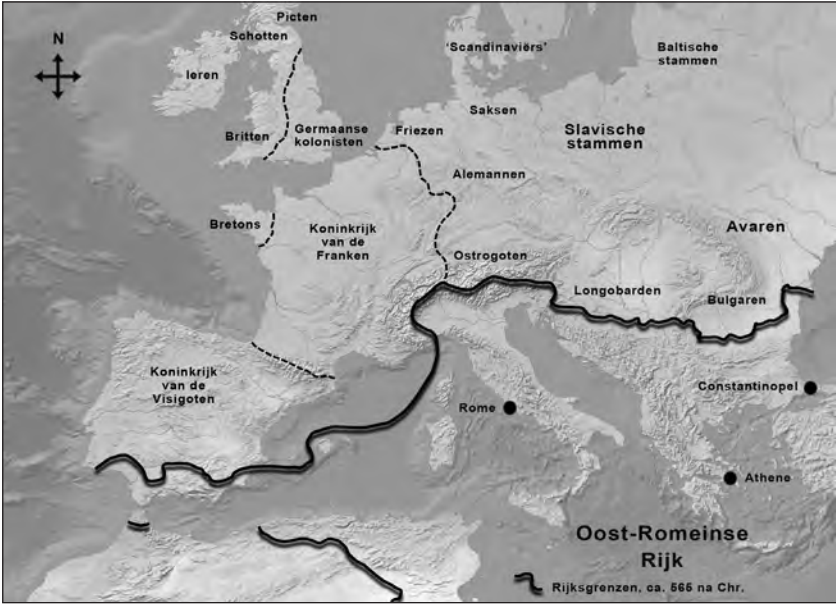 Picten
Schotten
N
Ieren
'Scandinaviërs'
Baltische
stammen
Britten
Germaanse
kolonisten
Friezen
Saksen
Slavische
stammen
Alemannen
Bretons
Koninkrijk
van de
Franken
Avaren
Ostrogoten
Longobarden
Bulgaren
Koninkrijk
van de
Visigoten
Constantinopel
Rome
Athene
Oost-Romeinse
Rijk
Rijksgrenzen, ca. 565 na Chr.